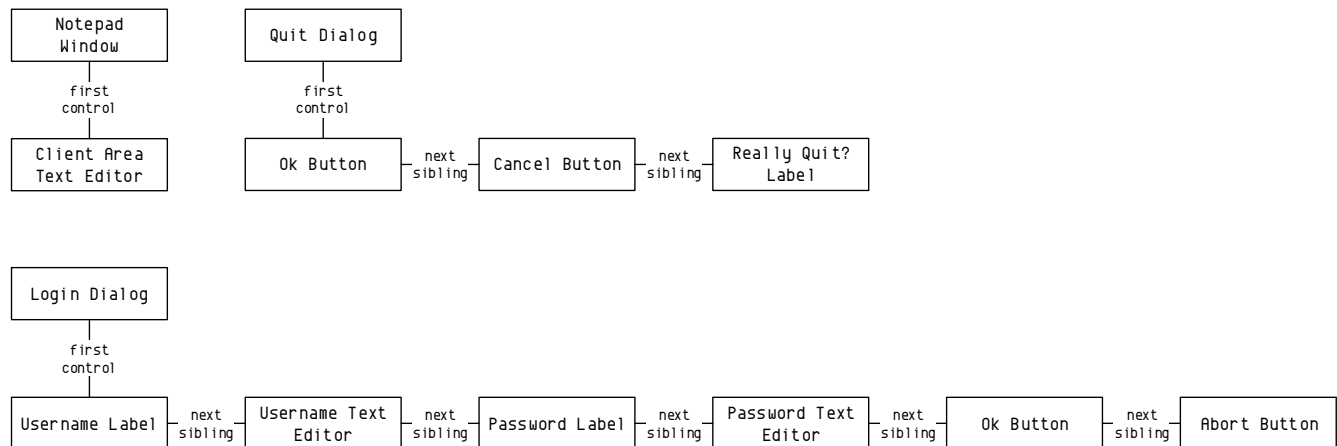 Notepad
Window
Quit Dialog
first
control
first
control
Client Area
Text Editor
Ok Button
next
sibling
Cancel Button
next
sibling
Really Quit?
Label
Login Dialog
first
control
Username Label
next
sibling
Username Text
Editor
next
sibling
Password Label
next
sibling
Password Text
Editor
next
sibling
Ok Button
next
sibling
Abort Button